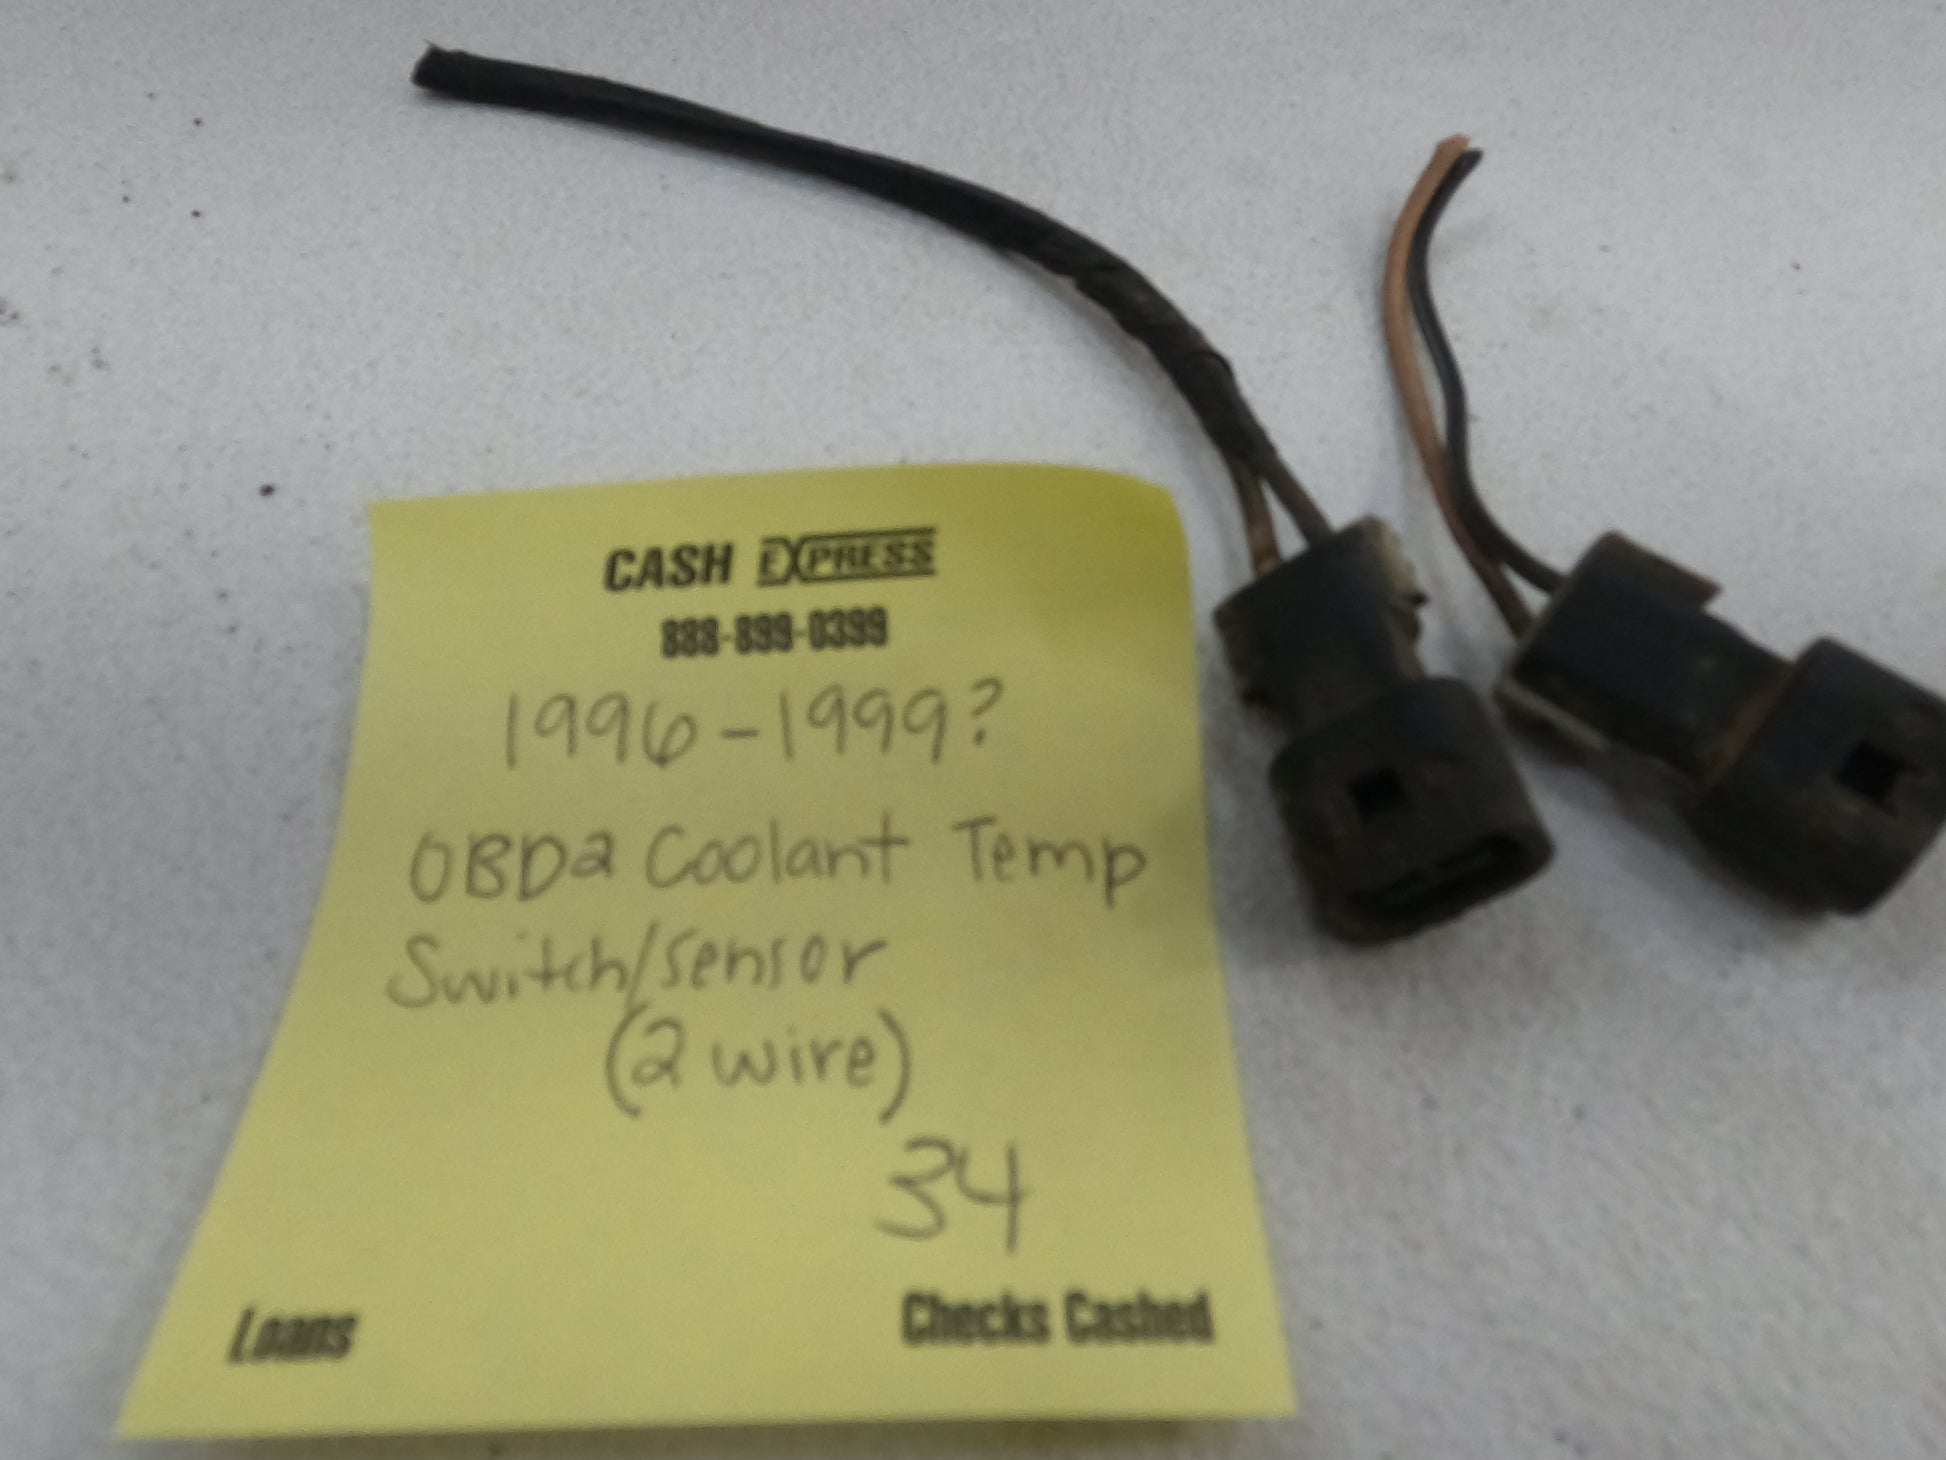 CASH EXPRESS
888-899-0399
1996-1999?
OBD2 Coolant Temp
Switch/sensor
(2 wire)
34
Loans Checks Cashed